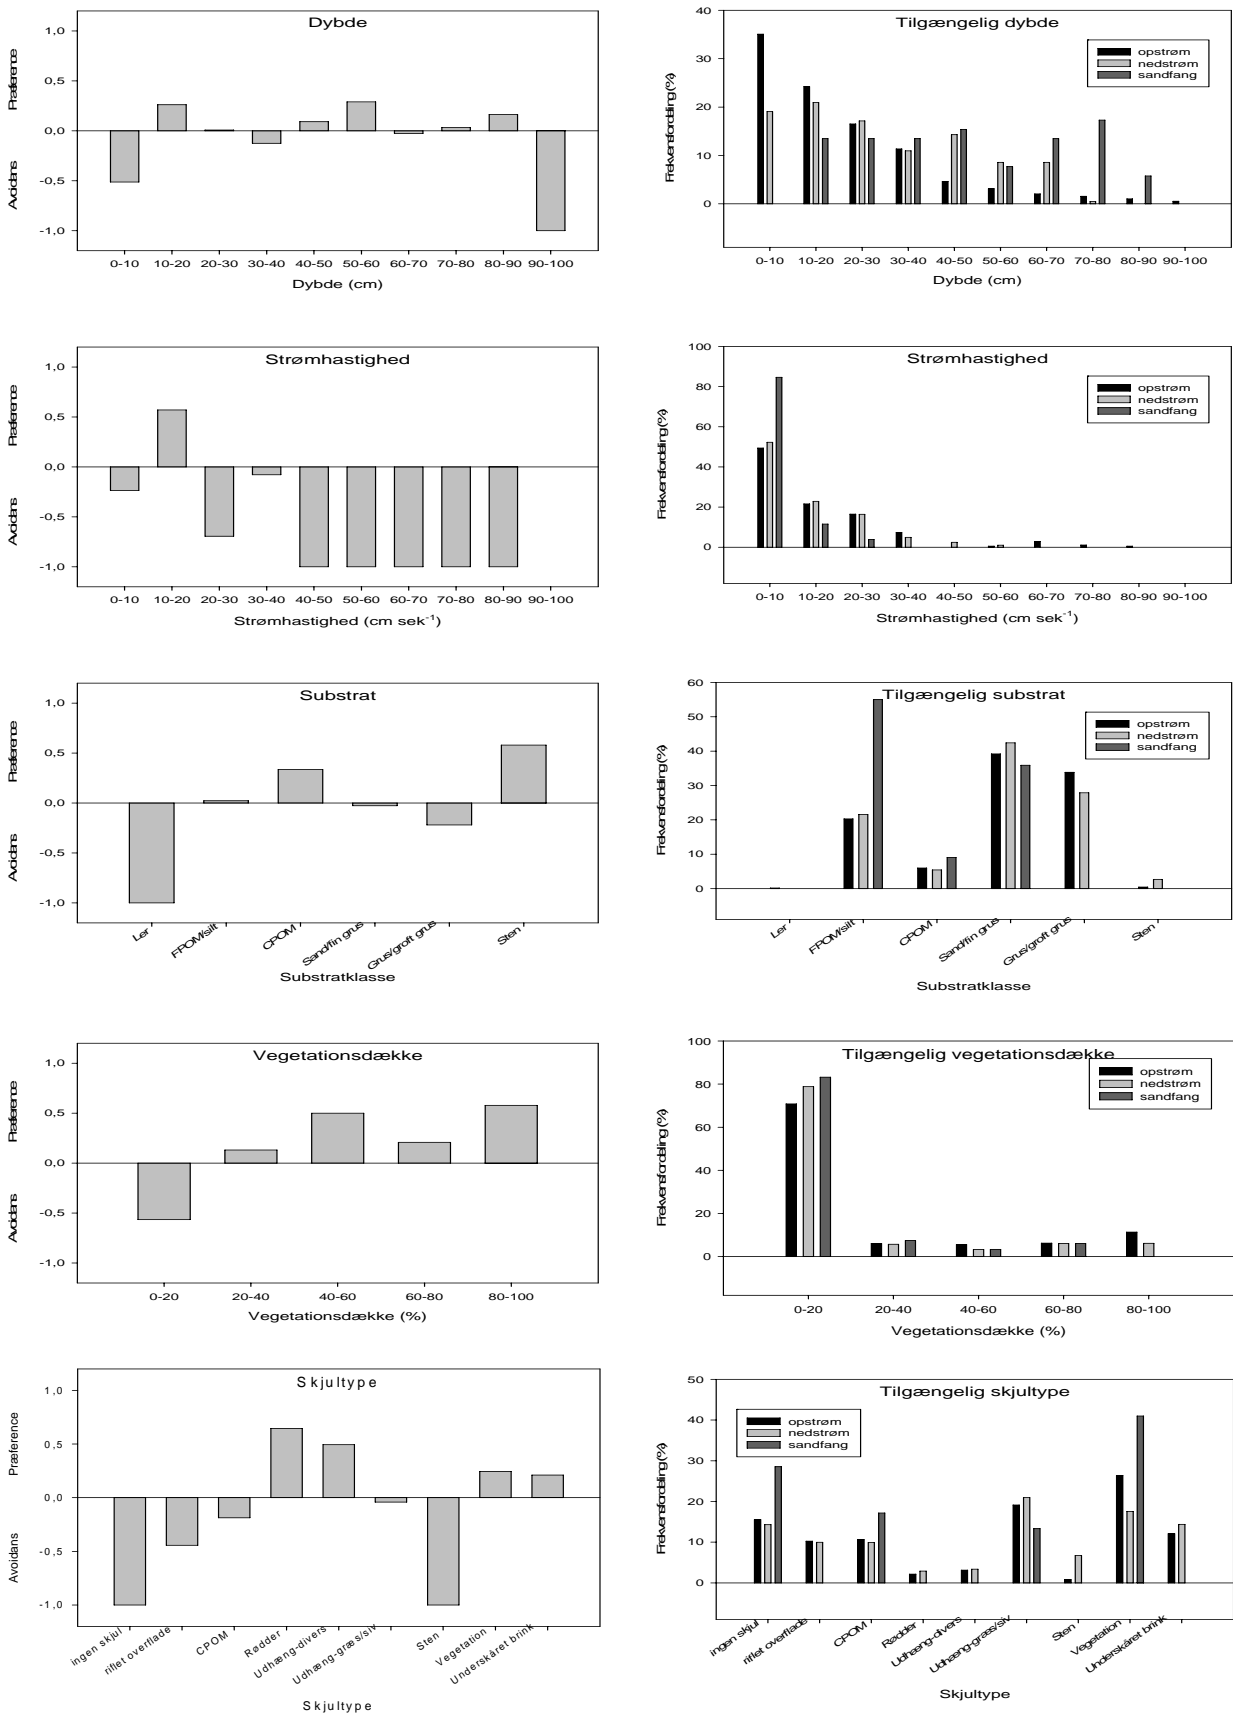 Dybde
Præference
Avoidans
1,0
0,5
0,0
-0,5
-1,0
0-10 10-20 20-30 30-40 40-50 50-60 60-70 70-80 80-90 90-100
Dybde (cm)
Tilgængelig dybde
Frekvensfordeling (%)
40
30
20
10
0
opstrøm
nedstrøm
sandfang
0-10 10-20 20-30 30-40 40-50 50-60 60-70 70-80 80-90 90-100
Dybde (cm)
Strømhastighed
Præference
Avoidans
1,0
0,5
0,0
-0,5
-1,0
0-10 10-20 20-30 30-40 40-50 50-60 60-70 70-80 80-90 90-100
Strømhastighed (cm sek⁻¹)
Strømhastighed
Frekvensfordeling (%)
100
80
60
40
20
0
opstrøm
nedstrøm
sandfang
0-10 10-20 20-30 30-40 40-50 50-60 60-70 70-80 80-90 90-100
Strømhastighed (cm sek⁻¹)
Substrat
Præference
Avoidans
1,0
0,5
0,0
-0,5
-1,0
Ler FPOM/silt CPOM Sand/fin grus Grus/groft grus Sten
Substratklasse
Tilgængelig substrat
Frekvensfordeling (%)
60
50
40
30
20
10
0
opstrøm
nedstrøm
sandfang
Ler FPOM/silt CPOM Sand/fin grus Grus/groft grus Sten
Substratklasse
Vegetationsdække
Præference
Avoidans
1,0
0,5
0,0
-0,5
-1,0
0-20 20-40 40-60 60-80 80-100
Vegetationsdække (%)
Tilgængelig vegetationsdække
Frekvensfordeling (%)
100
80
60
40
20
0
opstrøm
nedstrøm
sandfang
0-20 20-40 40-60 60-80 80-100
Vegetationsdække (%)
Skjultype
Præference
Avoidans
1,0
0,5
0,0
-0,5
-1,0
ingen skjul riflet overflade CPOM Rødder Udhæng-divers Udhæng-græs/siv Sten Vegetation Underskåret brink
Skjultype
Tilgængelig skjultype
Frekvensfordeling (%)
50
40
30
20
10
0
opstrøm
nedstrøm
sandfang
ingen skjul riflet overflade CPOM Rødder Udhæng-divers Udhæng-græs/siv Sten Vegetation Underskåret brink
Skjultype